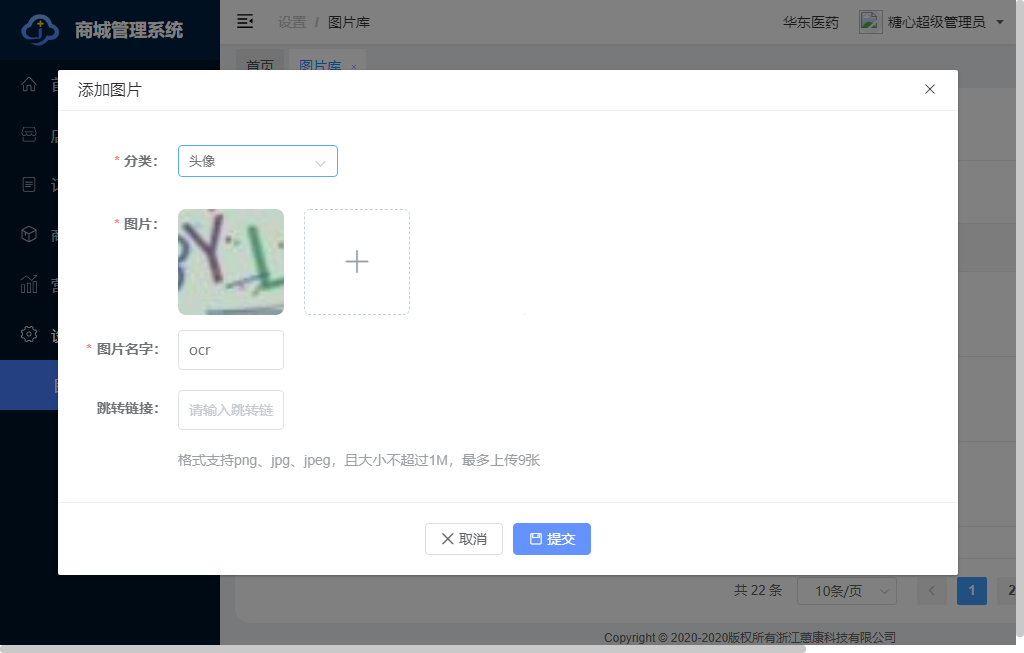 商城管理系统
设置 / 图片库
华东医药
糖心超级管理员
首页
图片库 ×
添加图片
* 分类：
头像
* 图片：
YL
* 图片名字：
ocr
跳转链接：
请输入跳转链
格式支持png、jpg、jpeg，且大小不超过1M，最多上传9张
取消
提交
共 22 条
10条/页
1
2
Copyright © 2020-2020版权所有浙江蕙康科技有限公司